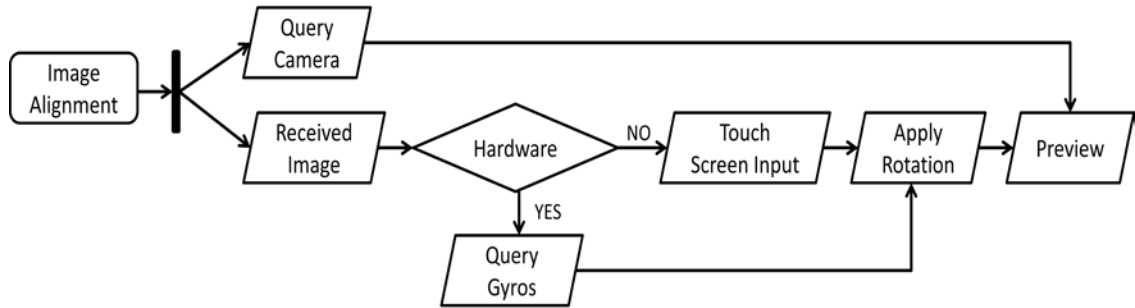 Image
Alignment
Query
Camera
Received
Image
Hardware
NO
YES
Touch
Screen Input
Apply
Rotation
Preview
Query
Gyros